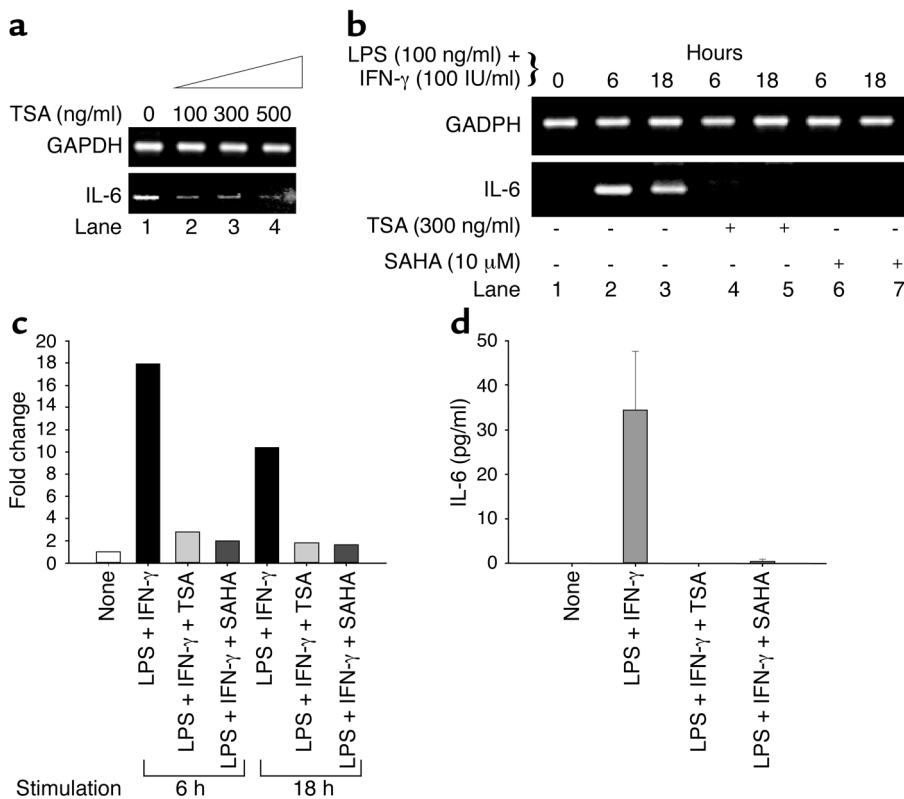 a
TSA (ng/ml) 0 100 300 500
GAPDH
IL-6
Lane 1 2 3 4
b
LPS (100 ng/ml) + Hours
IFN-γ (100 IU/ml) } 0 6 18 6 18 6 18
GADPH
IL-6
TSA (300 ng/ml) - - - + + - -
SAHA (10 μM) - - - - - + +
Lane 1 2 3 4 5 6 7
c
Fold change
20
18
16
14
12
10
8
6
4
2
0
None
LPS + IFN-γ
LPS + IFN-γ + TSA
LPS + IFN-γ + SAHA
LPS + IFN-γ
LPS + IFN-γ + TSA
LPS + IFN-γ + SAHA
Stimulation 6 h 18 h
d
IL-6 (pg/ml)
50
40
30
20
10
0
None
LPS + IFN-γ
LPS + IFN-γ + TSA
LPS + IFN-γ + SAHA